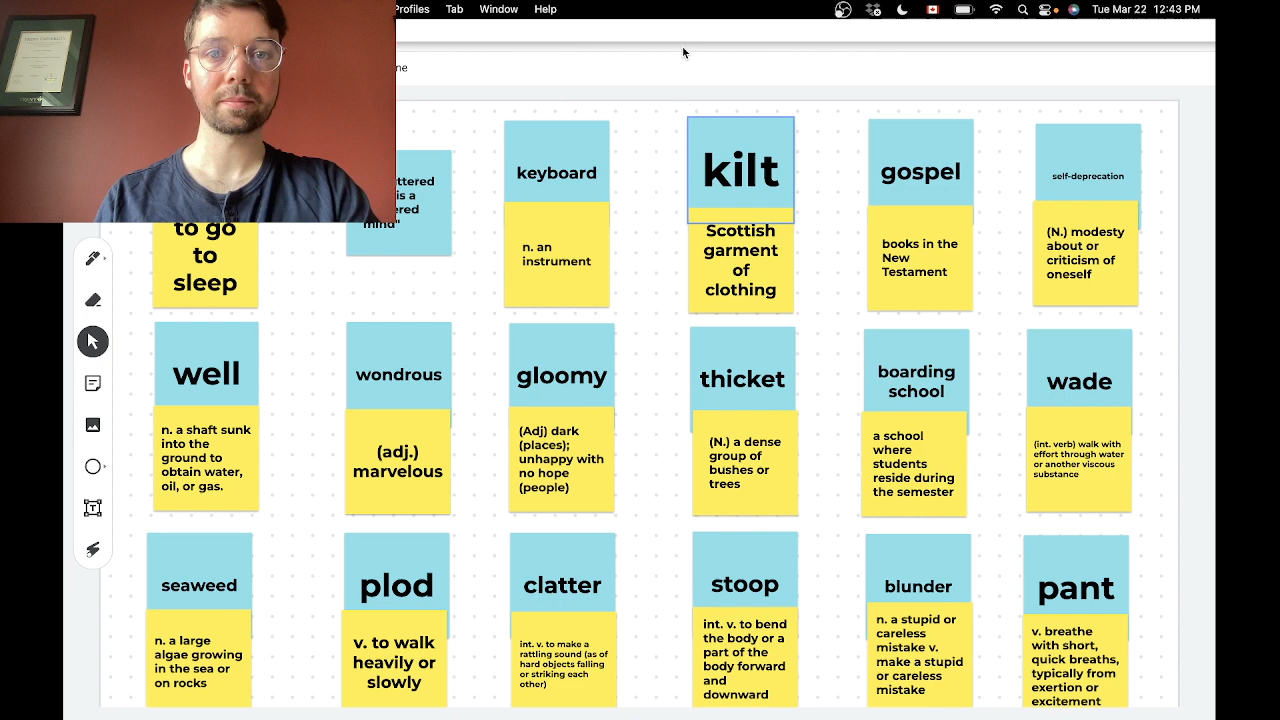 Profiles Tab Window Help
Tue Mar 22 12:43 PM
me
to go
to
sleep
is a
mind"
keyboard
n. an
instrument
kilt
Scottish
garment
of
clothing
gospel
books in the
New
Testament
self-deprecation
(N.) modesty
about or
criticism of
oneself
well
n. a shaft sunk
into the
ground to
obtain water,
oil, or gas.
wondrous
(adj.)
marvelous
gloomy
(Adj) dark
(places);
unhappy with
no hope
(people)
thicket
(N.) a dense
group of
bushes or
trees
boarding
school
a school
where
students
reside during
the semester
wade
(int. verb) walk with
effort through water
or another viscous
substance
seaweed
n. a large
algae growing
in the sea or
on rocks
plod
v. to walk
heavily or
slowly
clatter
int. v. to make a
rattling sound (as of
hard objects falling
or striking each
other)
stoop
int. v. to bend
the body or a
part of the
body forward
and
downward
blunder
n. a stupid or
careless
mistake v.
make a stupid
or careless
mistake
pant
v. breathe
with short,
quick breaths,
typically from
exertion or
excitement